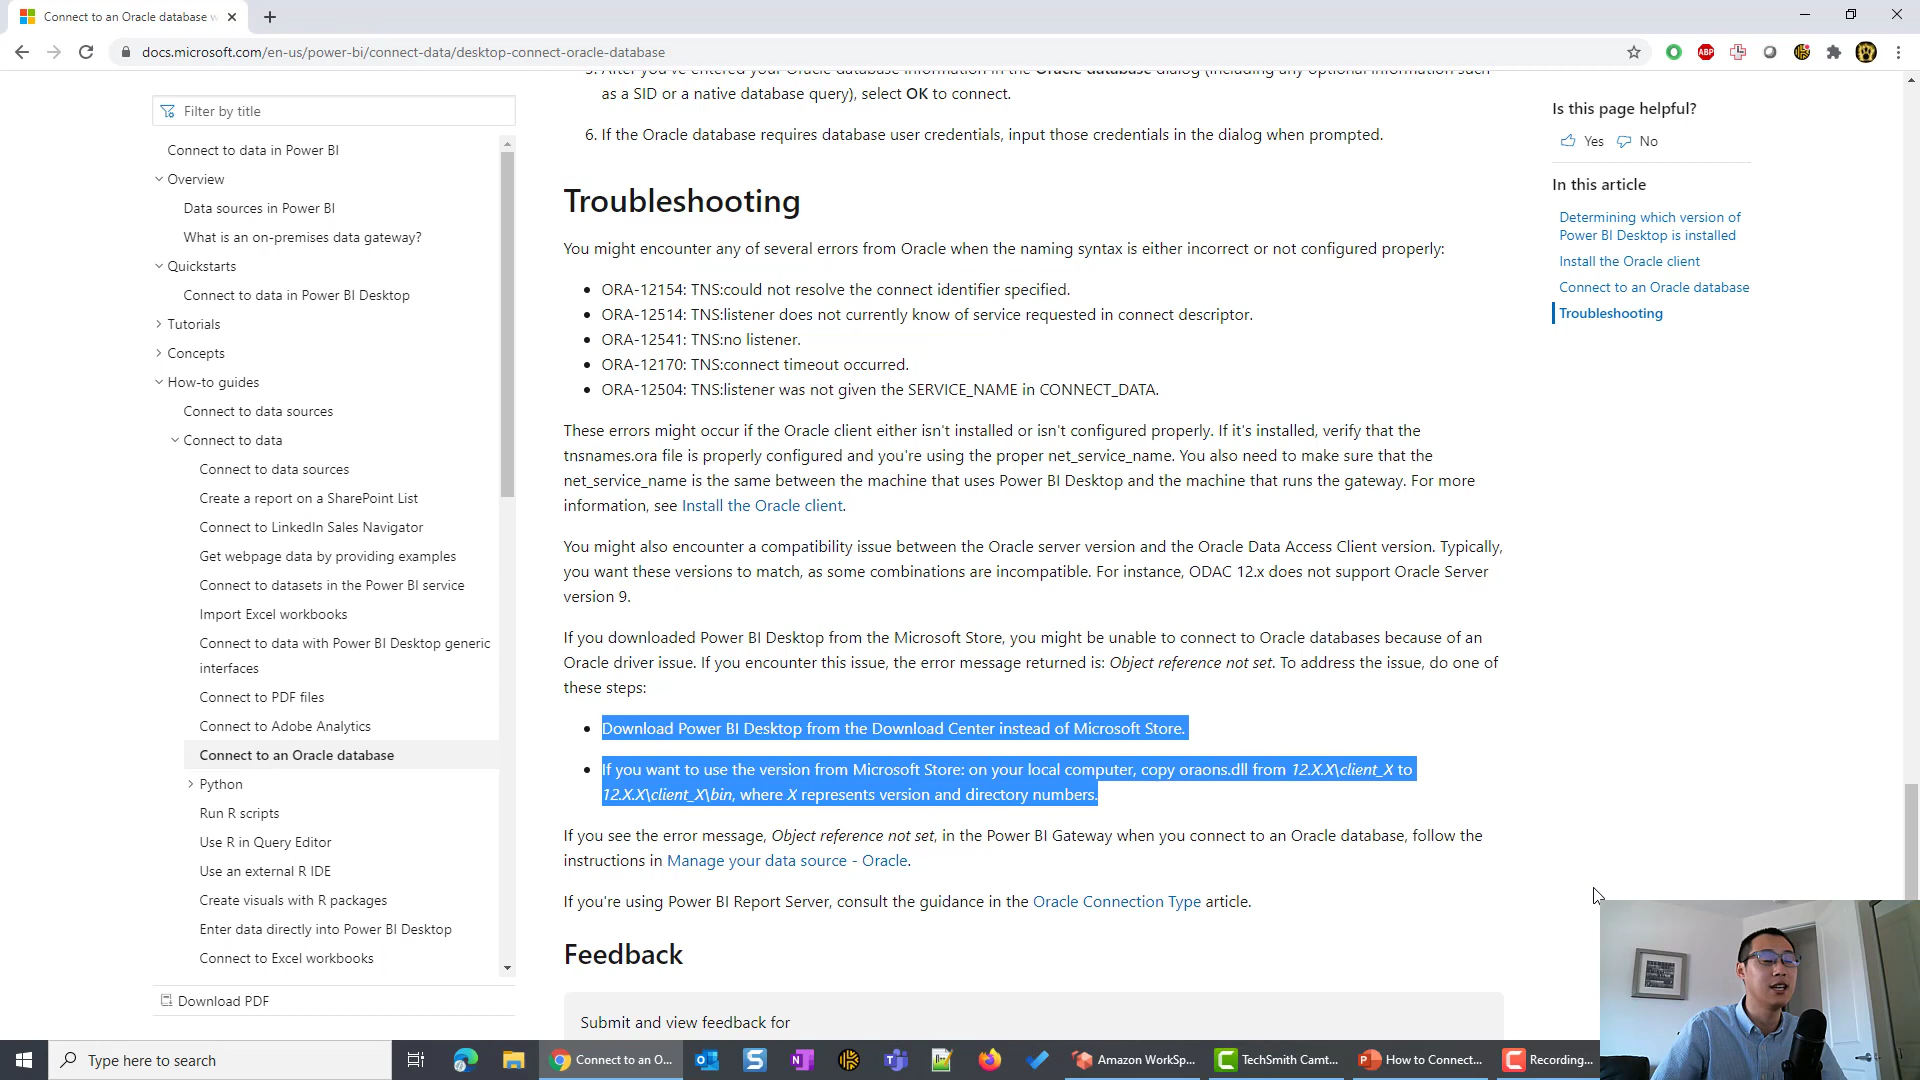 Connect to an Oracle database w
docs.microsoft.com/en-us/power-bi/connect-data/desktop-connect-oracle-database
ABP
Filter by title
Connect to data in Power BI
Overview
Data sources in Power BI
What is an on-premises data gateway?
Quickstarts
Connect to data in Power BI Desktop
Tutorials
Concepts
How-to guides
Connect to data sources
Connect to data
Connect to data sources
Create a report on a SharePoint List
Connect to LinkedIn Sales Navigator
Get webpage data by providing examples
Connect to datasets in the Power BI service
Import Excel workbooks
Connect to data with Power BI Desktop generic
interfaces
Connect to PDF files
Connect to Adobe Analytics
Connect to an Oracle database
Python
Run R scripts
Use R in Query Editor
Use an external R IDE
Create visuals with R packages
Enter data directly into Power BI Desktop
Connect to Excel workbooks
Download PDF
5. After you've entered your Oracle database information in the Oracle database dialog (including any optional information such
as a SID or a native database query), select OK to connect.
6. If the Oracle database requires database user credentials, input those credentials in the dialog when prompted.
Troubleshooting
You might encounter any of several errors from Oracle when the naming syntax is either incorrect or not configured properly:
• ORA-12154: TNS:could not resolve the connect identifier specified.
• ORA-12514: TNS:listener does not currently know of service requested in connect descriptor.
• ORA-12541: TNS:no listener.
• ORA-12170: TNS:connect timeout occurred.
• ORA-12504: TNS:listener was not given the SERVICE_NAME in CONNECT_DATA.
These errors might occur if the Oracle client either isn't installed or isn't configured properly. If it's installed, verify that the
tnsnames.ora file is properly configured and you're using the proper net_service_name. You also need to make sure that the
net_service_name is the same between the machine that uses Power BI Desktop and the machine that runs the gateway. For more
information, see Install the Oracle client.
You might also encounter a compatibility issue between the Oracle server version and the Oracle Data Access Client version. Typically,
you want these versions to match, as some combinations are incompatible. For instance, ODAC 12.x does not support Oracle Server
version 9.
If you downloaded Power BI Desktop from the Microsoft Store, you might be unable to connect to Oracle databases because of an
Oracle driver issue. If you encounter this issue, the error message returned is: Object reference not set. To address the issue, do one of
these steps:
• Download Power BI Desktop from the Download Center instead of Microsoft Store.
• If you want to use the version from Microsoft Store: on your local computer, copy oraons.dll from 12.X.X\client_X to
12.X.X\client_X\bin, where X represents version and directory numbers.
If you see the error message, Object reference not set, in the Power BI Gateway when you connect to an Oracle database, follow the
instructions in Manage your data source - Oracle.
If you're using Power BI Report Server, consult the guidance in the Oracle Connection Type article.
Feedback
Submit and view feedback for
Is this page helpful?
Yes No
In this article
Determining which version of
Power BI Desktop is installed
Install the Oracle client
Connect to an Oracle database
Troubleshooting
Type here to search
Connect to an O...
Amazon WorkSp...
TechSmith Camt...
How to Connect...
Recording...